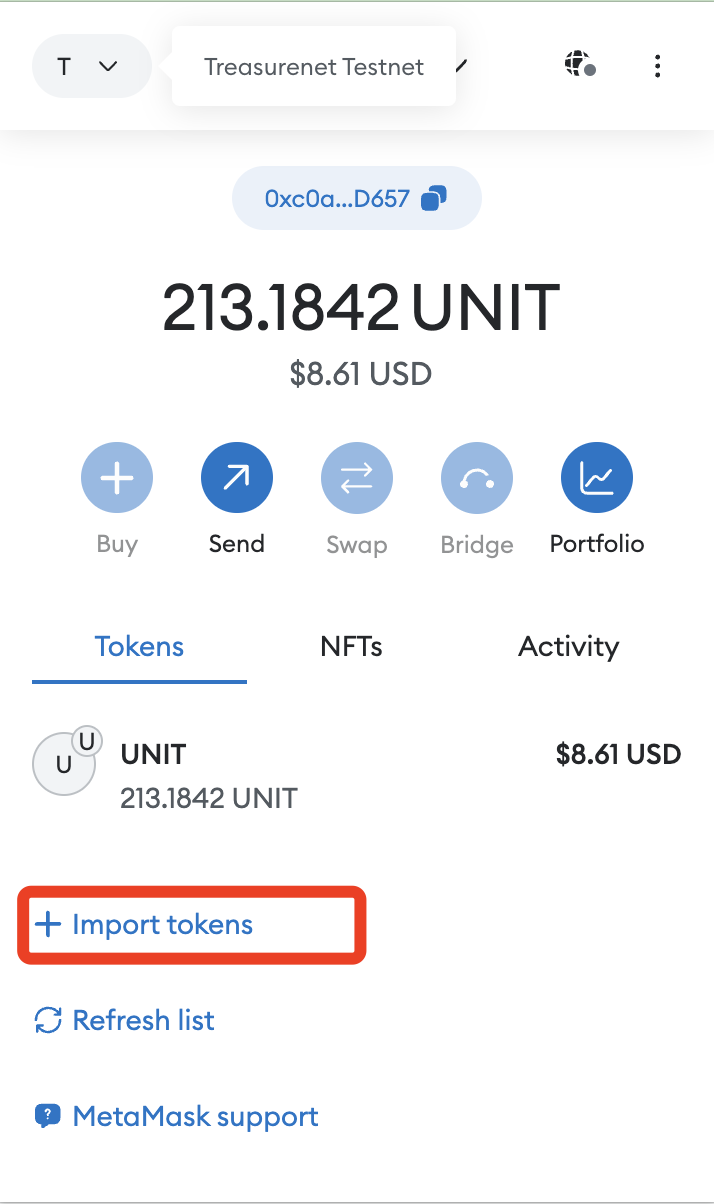 T
Treasurenet Testnet
0xc0a...D657
213.1842 UNIT
$8.61 USD
Buy
Send
Swap
Bridge
Portfolio
Tokens
NFTs
Activity
U
U
UNIT
$8.61 USD
213.1842 UNIT
Import tokens
Refresh list
? MetaMask support